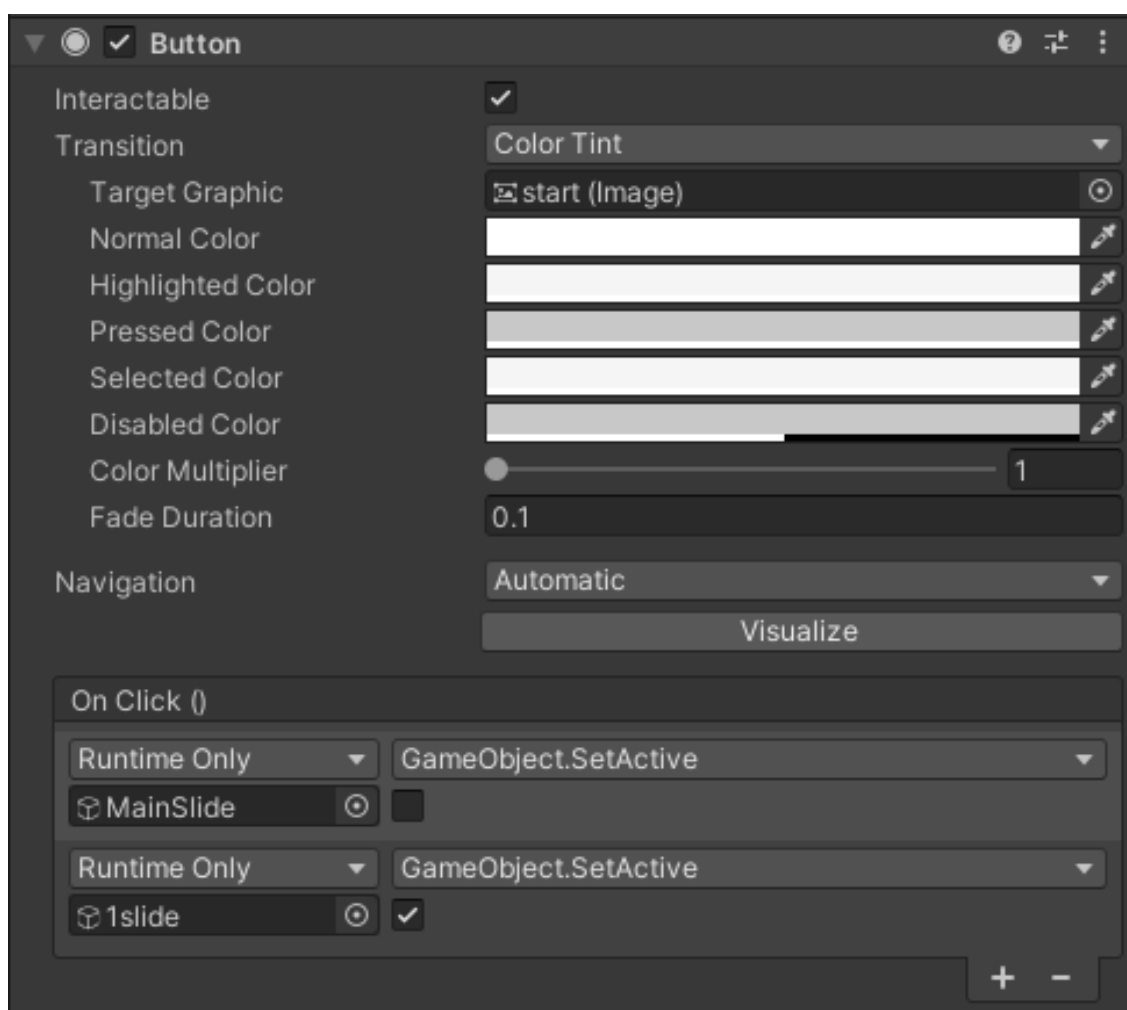 Button
Interactable
Transition Color Tint
Target Graphic start (Image)
Normal Color
Highlighted Color
Pressed Color
Selected Color
Disabled Color
Color Multiplier 1
Fade Duration 0.1
Navigation Automatic
Visualize
On Click ()
Runtime Only GameObject.SetActive
MainSlide
Runtime Only GameObject.SetActive
1slide